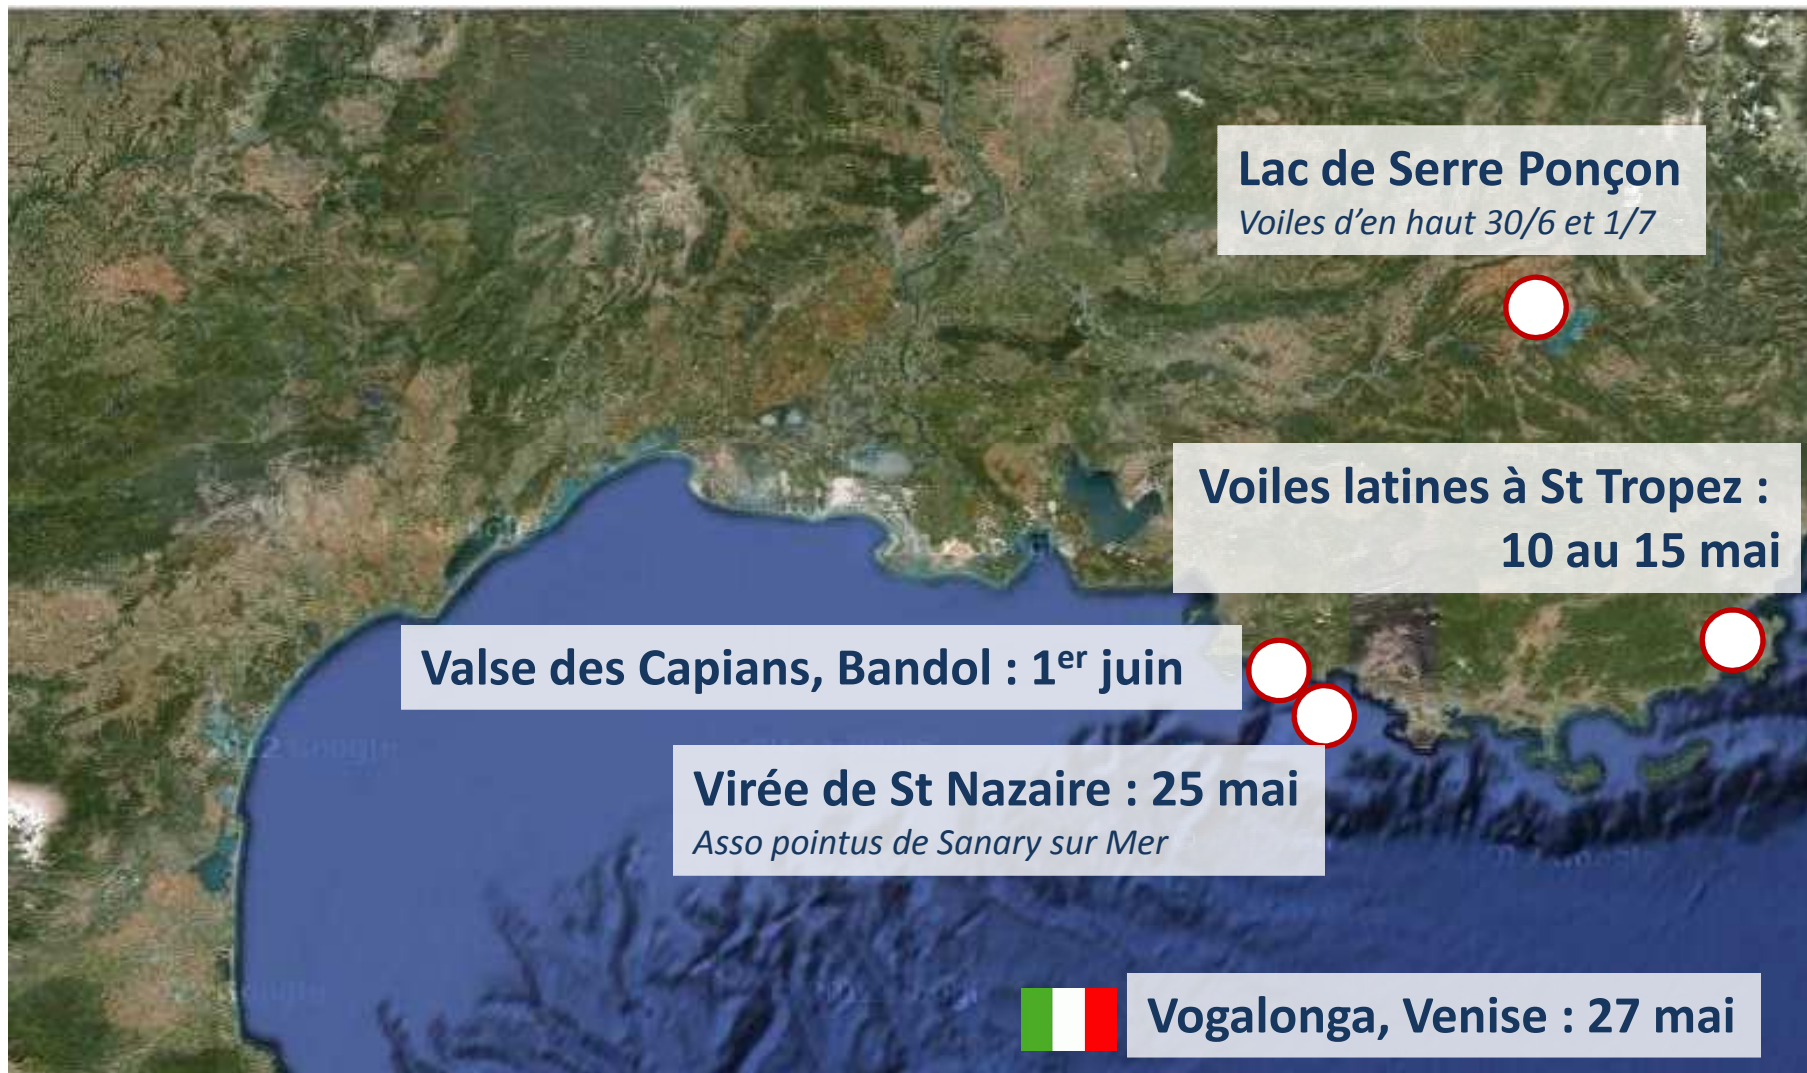 Lac de Serre Ponçon
Voiles d’en haut 30/6 et 1/7
Voiles latines à St Tropez :
10 au 15 mai
Valse des Capians, Bandol : 1er juin
Virée de St Nazaire : 25 mai
Asso pointus de Sanary sur Mer
Vogalonga, Venise : 27 mai